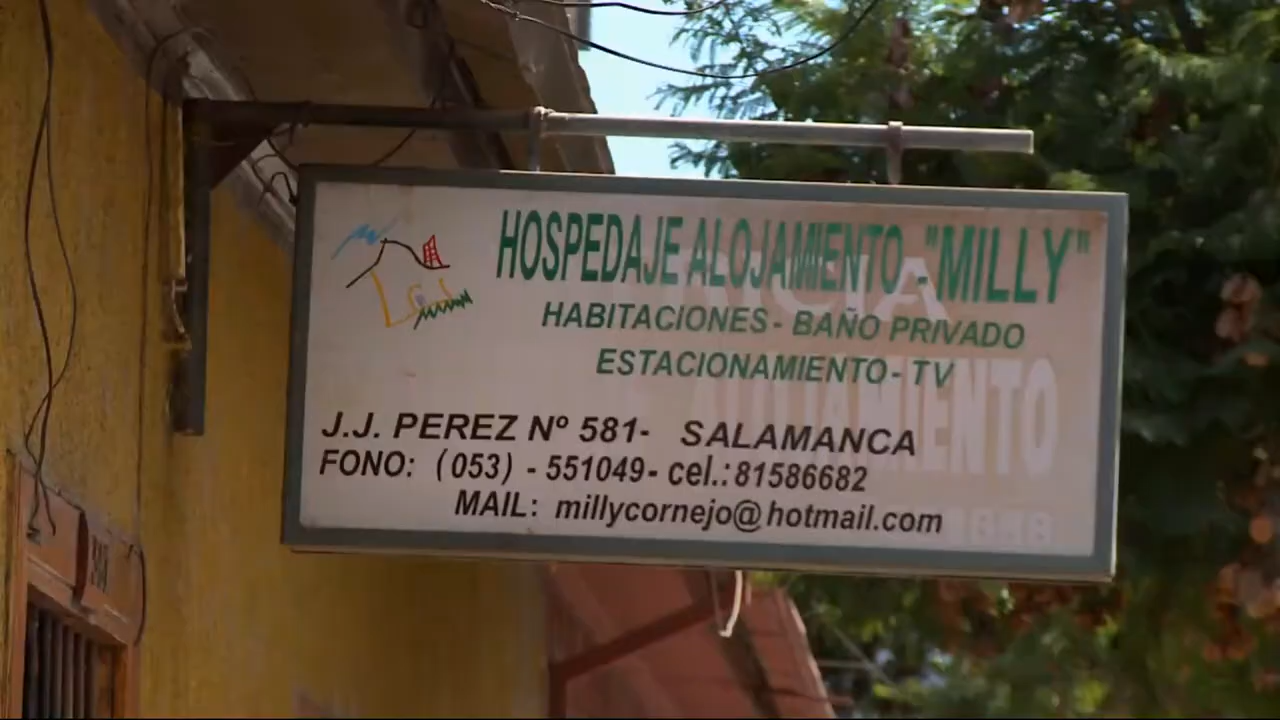 HOSPEDAJE ALOJAMIENTO - "MILLY"
HABITACIONES - BAÑO PRIVADO
ESTACIONAMIENTO - TV
J.J. PEREZ Nº 581- SALAMANCA
FONO: (053) - 551049 - cel.: 81586682
MAIL: millycornejo@hotmail.com
ALOJAMIENTO